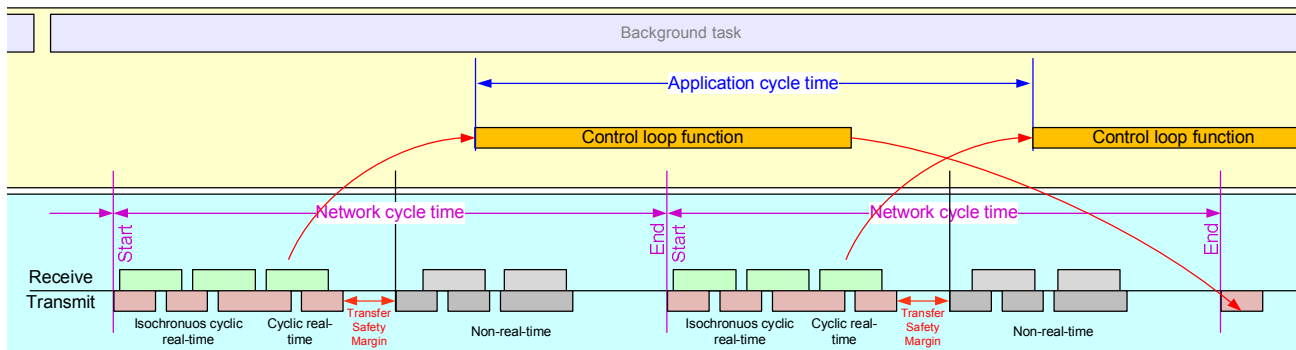 Background task
Application cycle time
Control loop function
Control loop function
Network cycle time
Network cycle time
Start
End
Start
End
Receive
Transmit
Isochronuos cyclic
real-time
Cyclic real-
time
Transfer
Safety
Margin
Non-real-time
Isochronuos cyclic
real-time
Cyclic real-
time
Transfer
Safety
Margin
Non-real-time